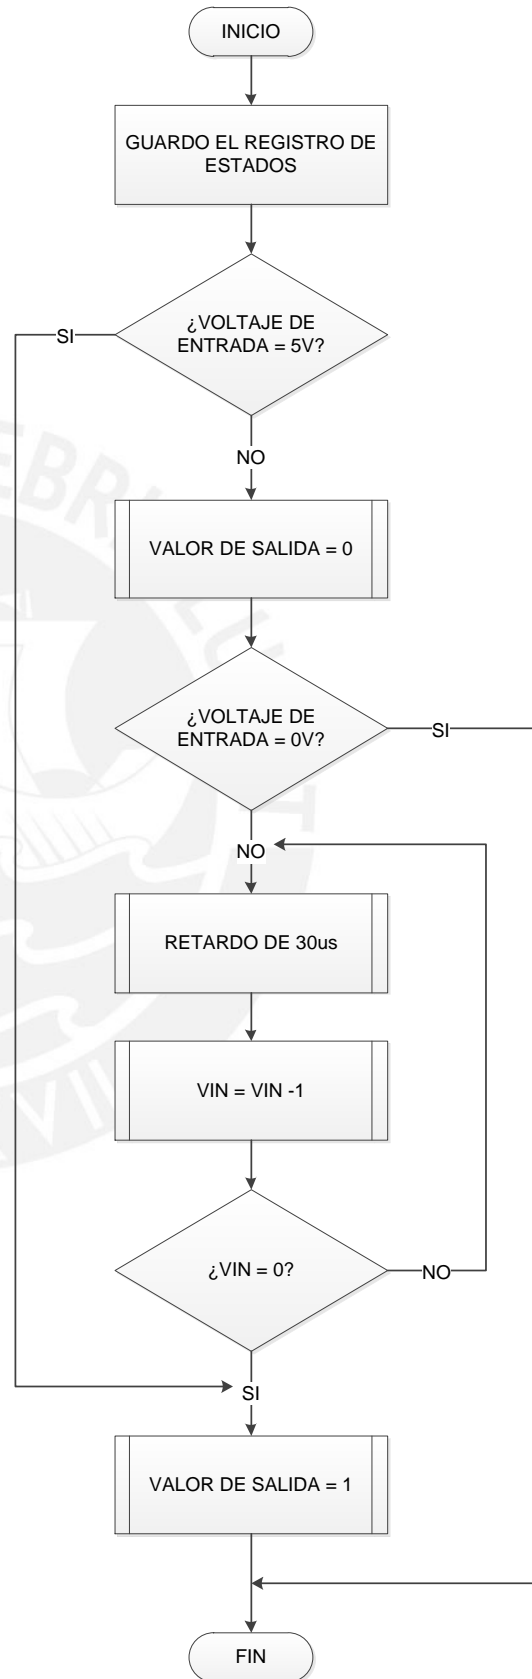 INICIO
GUARDO EL REGISTRO DE
ESTADOS
¿VOLTAJE DE
ENTRADA = 5V?
SI
NO
VALOR DE SALIDA = 0
¿VOLTAJE DE
ENTRADA = 0V?
SI
NO
RETARDO DE 30us
VIN = VIN -1
¿VIN = 0?
NO
SI
VALOR DE SALIDA = 1
FIN